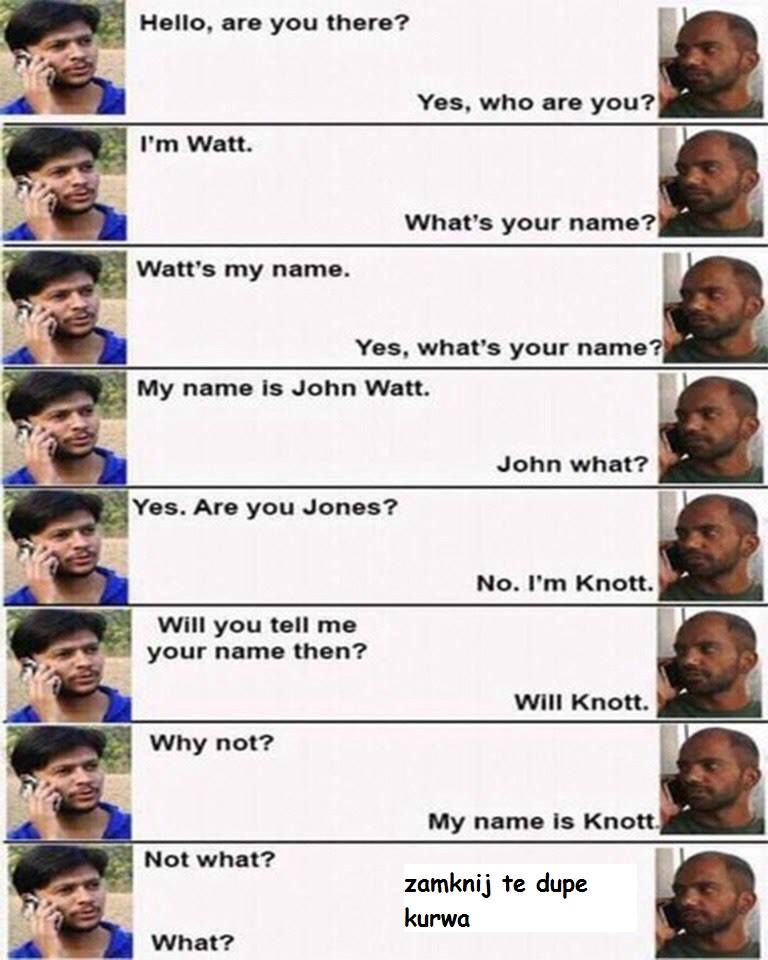 Hello, are you there?
Yes, who are you?
I'm Watt.
What's your name?
Watt's my name.
Yes, what's your name?
My name is John Watt.
John what?
Yes. Are you Jones?
No. I'm Knott.
Will you tell me
your name then?
Will Knott.
Why not?
My name is Knott.
Not what?
zamknij te dupe
kurwa
What?